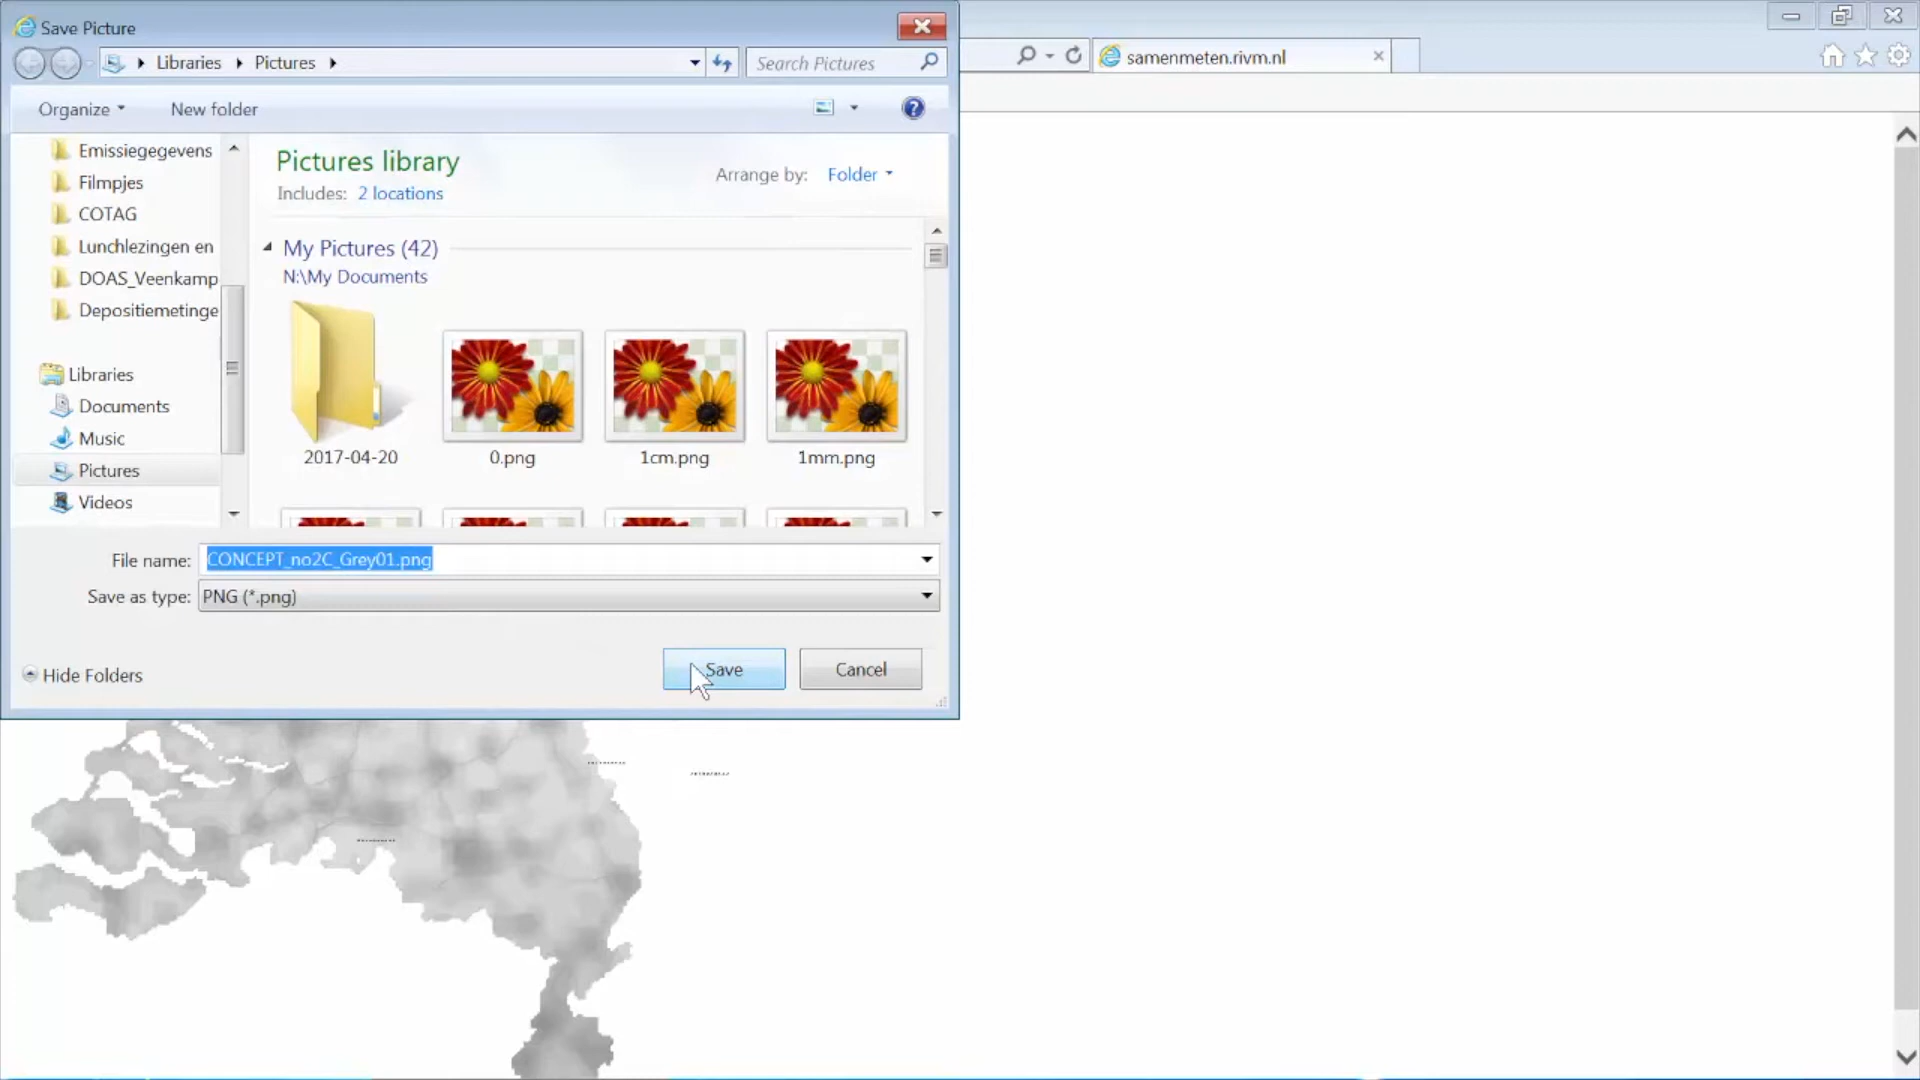 Save Picture
Libraries
Pictures
Search Pictures
samenmeten.rivm.nl
Organize
New folder
Emissiegegevens
Filmpjes
COTAG
Lunchlezingen en
DOAS_Veenkamp
Depositiemetinge
Libraries
Documents
Music
Pictures
Videos
Pictures library
Includes: 2 locations
Arrange by: Folder
My Pictures (42)
N:\My Documents
2017-04-20
0.png
1cm.png
1mm.png
File name: CONCEPT_no2C_Grey01.png
Save as type: PNG (*.png)
Hide Folders
Save
Cancel